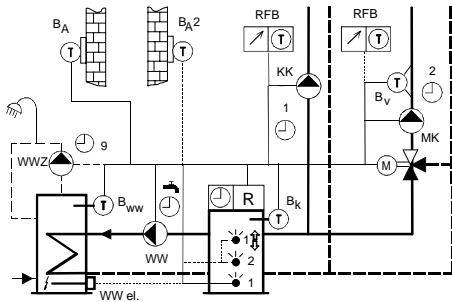 RFB RFB
B_A B_A2
T T T T
KK 2
T
1 B_v
9 MK
WWZ M
T B_ww R B_k T
WW 1
2
WW el. 1